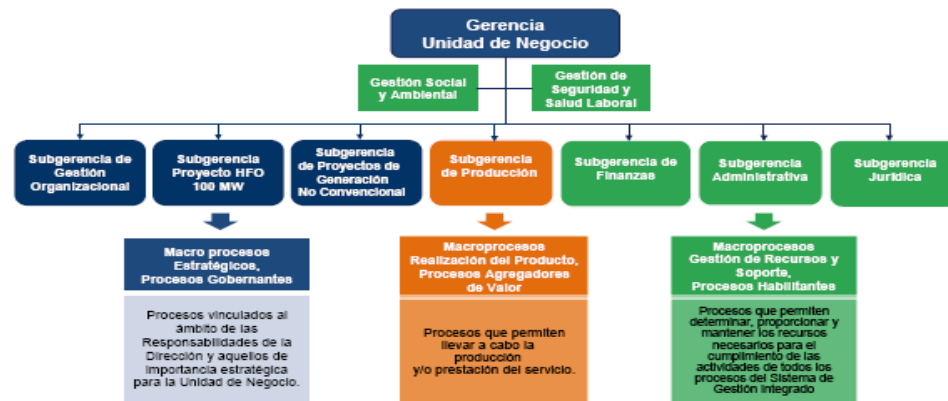 Gerencia
Unidad de Negocio
Gestión Social
y Ambiental
Gestión de
Seguridad y
Salud Laboral
Subgerencia de
Gestión
Organizacional
Subgerencia
Proyecto HFO
100 MW
Subgerencia
de Proyectos de
Generación
No Convencional
Subgerencia
de Producción
Subgerencia de
Finanzas
Subgerencia
Administrativa
Subgerencia
Jurídica
Macro procesos
Estratégicos,
Procesos Gobernantes
Procesos vinculados al
ámbito de las
Responsabilidades de la
Dirección y aquellos de
importancia estratégica
para la Unidad de Negocio.
Macroprocesos
Realización del Producto,
Procesos Agregadores
de Valor
Procesos que permiten
llevar a cabo la
producción
y/o prestación del servicio.
Macroprocesos
Gestión de Recursos y
Soporte,
Procesos Habilitantes
Procesos que permiten
determinar, proporcionar y
mantener los recursos
necesarios para el
cumplimiento de las
actividades de todos los
procesos del Sistema de
Gestión Integrado